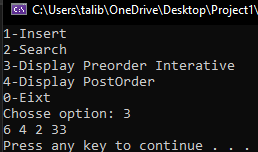 C:\Users\talib\OneDrive\Desktop\Project1\
1-Insert
2-Search
3-Display Preorder Interative
4-Display PostOrder
0-Eixt
Chosse option: 3
6 4 2 33
Press any key to continue . . .